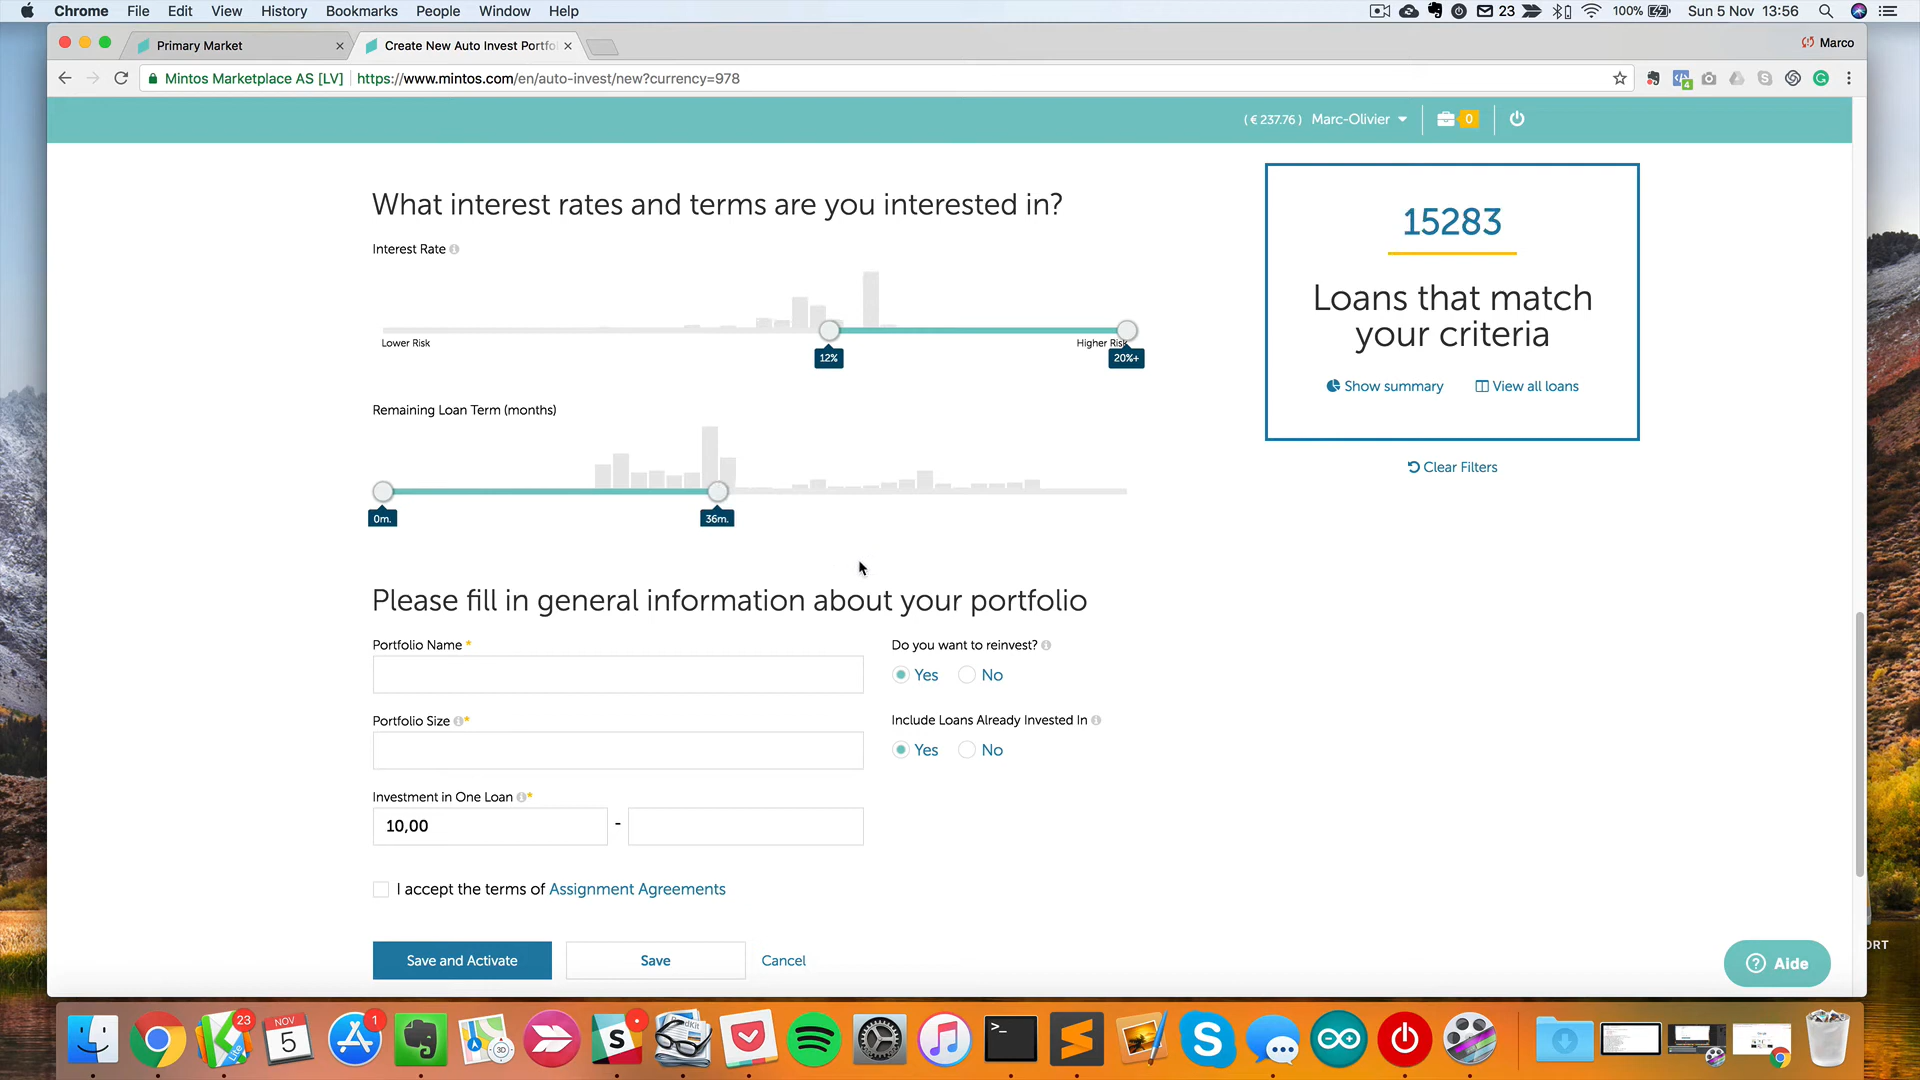 Chrome File Edit View History Bookmarks People Window Help
23 100% Sun 5 Nov 13:56
Primary Market
Create New Auto Invest Portfo
Marco
Mintos Marketplace AS [LV] https://www.mintos.com/en/auto-invest/new?currency=978
4
( € 237.76 ) Marc-Olivier 0
What interest rates and terms are you interested in?
Interest Rate
Lower Risk
Higher Risk
12%
20%+
Remaining Loan Term (months)
0m.
36m.
15283
Loans that match
your criteria
Show summary View all loans
Clear Filters
Please fill in general information about your portfolio
Portfolio Name *
Do you want to reinvest?
Yes No
Portfolio Size *
Include Loans Already Invested In
Yes No
Investment in One Loan *
10,00 -
I accept the terms of Assignment Agreements
Save and Activate Save Cancel
? Aide
ORT
23
Lite
NOV
5
1
3D